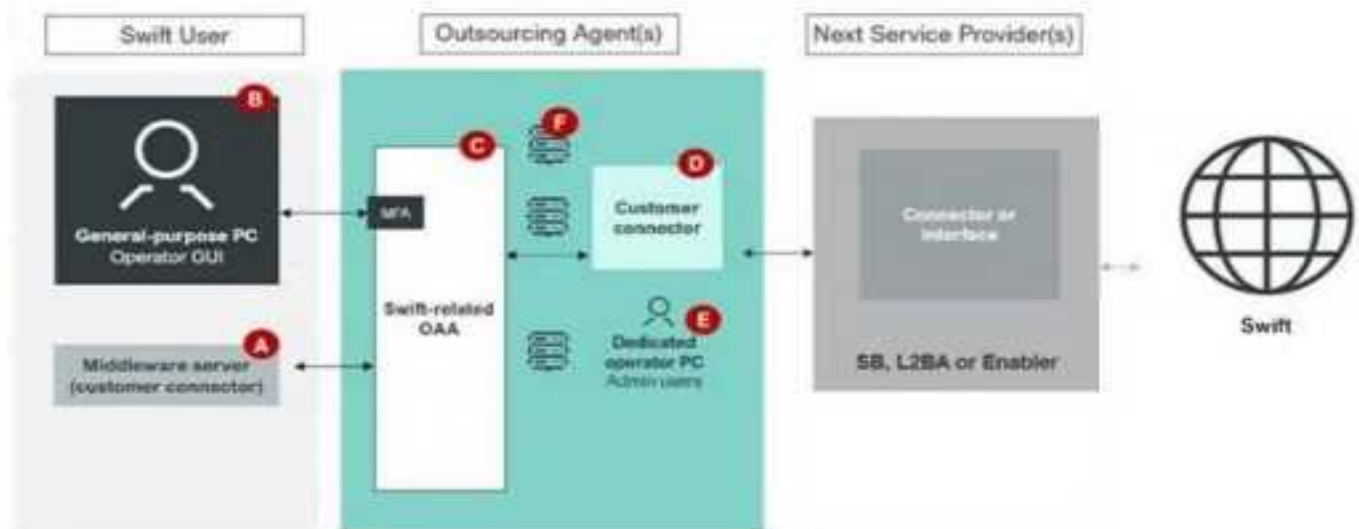 Swift User
Outsourcing Agent(s)
Next Service Provider(s)
B
General-purpose PC
Operator GUI
A
Middleware server
(customer connector)
C
MFA
Swift-related
OAA
F
D
Customer
connector
E
Dedicated
operator PC
Admin users
Connector or
interface
SB, L2BA or Enabler
Swift